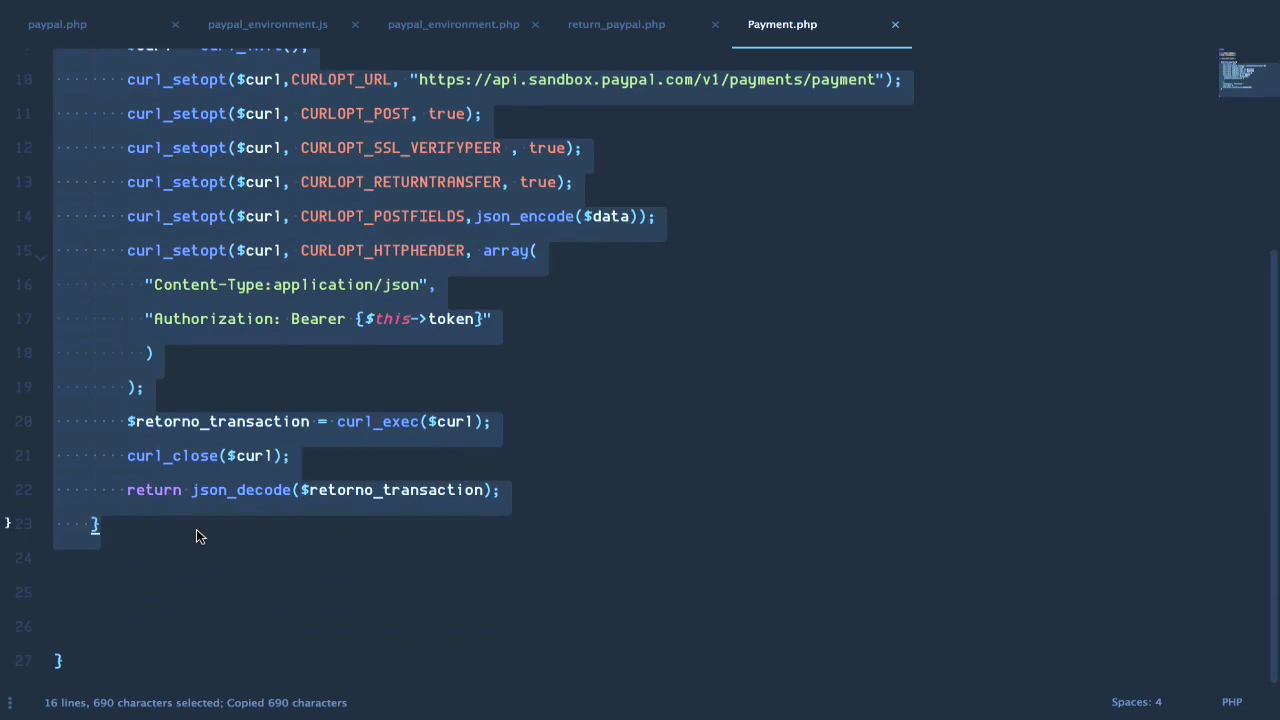 paypal.php × paypal_environment.js × paypal_environment.php × return_paypal.php × Payment.php ×
10 curl_setopt($curl,CURLOPT_URL, "https://api.sandbox.paypal.com/v1/payments/payment");
11 curl_setopt($curl, CURLOPT_POST, true);
12 curl_setopt($curl, CURLOPT_SSL_VERIFYPEER , true);
13 curl_setopt($curl, CURLOPT_RETURNTRANSFER, true);
14 curl_setopt($curl, CURLOPT_POSTFIELDS,json_encode($data));
15 curl_setopt($curl, CURLOPT_HTTPHEADER, array(
16 "Content-Type:application/json",
17 "Authorization: Bearer {$this->token}"
18 )
19 );
20 $retorno_transaction = curl_exec($curl);
21 curl_close($curl);
22 return json_decode($retorno_transaction);
} 23 }
24
25
26
27 }
16 lines, 690 characters selected; Copied 690 characters Spaces: 4 PHP